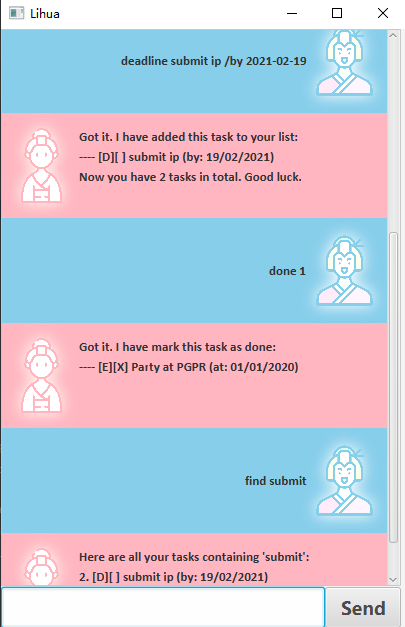 Lihua
deadline submit ip /by 2021-02-19
Got it. I have added this task to your list:
---- [D][ ] submit ip (by: 19/02/2021)
Now you have 2 tasks in total. Good luck.
done 1
Got it. I have mark this task as done:
---- [E][X] Party at PGPR (at: 01/01/2020)
find submit
Here are all your tasks containing 'submit':
2. [D][ ] submit ip (by: 19/02/2021)
Send